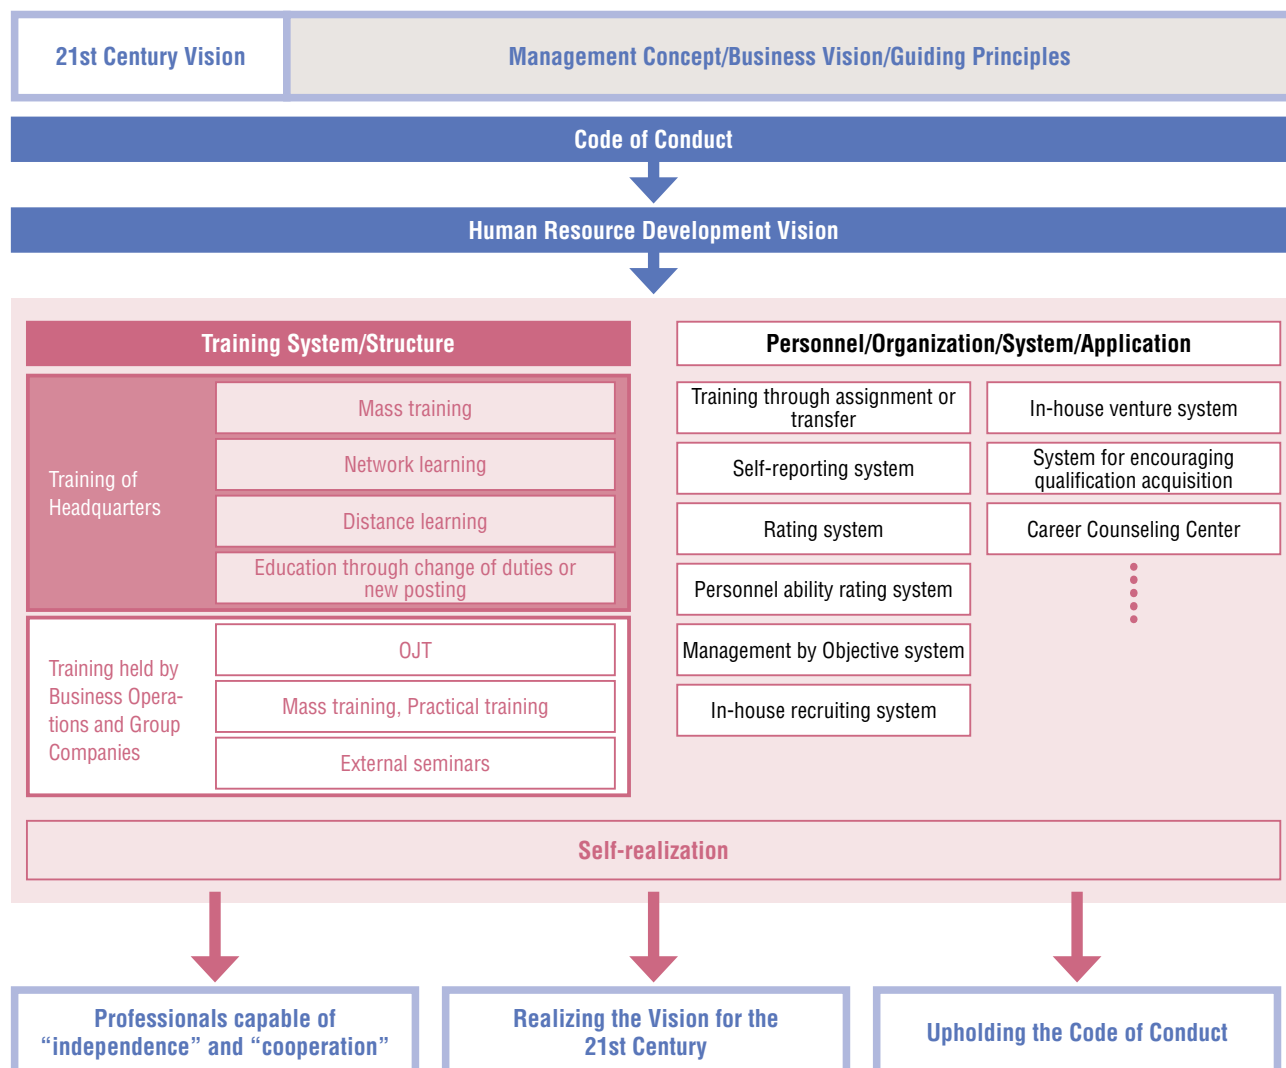 21st Century Vision
Management Concept/Business Vision/Guiding Principles
Code of Conduct
Human Resource Development Vision
Training System/Structure
Training of
Headquarters
Mass training
Network learning
Distance learning
Education through change of duties or
new posting
Training held by
Business Opera-
tions and Group
Companies
OJT
Mass training, Practical training
External seminars
Personnel/Organization/System/Application
Training through assignment or
transfer
Self-reporting system
Rating system
Personnel ability rating system
Management by Objective system
In-house recruiting system
In-house venture system
System for encouraging
qualification acquisition
Career Counseling Center
Self-realization
Professionals capable of
“independence” and “cooperation”
Realizing the Vision for the
21st Century
Upholding the Code of Conduct